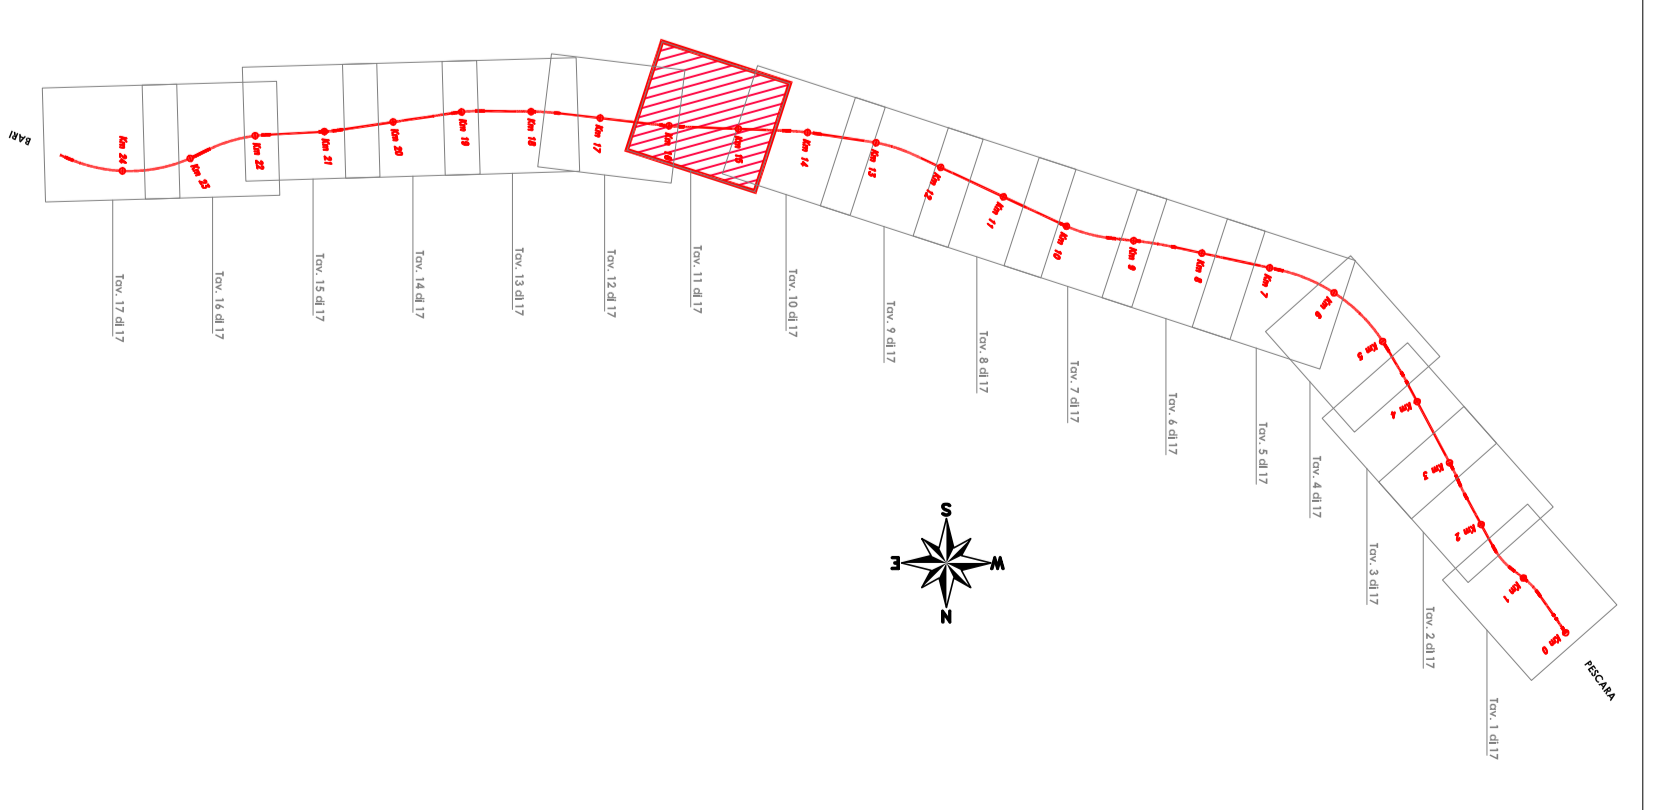 BARI
Km 24
Km 23
Km 22
Km 21
Km 20
Km 19
Km 18
Km 17
Km 16
Km 15
Km 14
Km 13
Km 12
Km 11
Km 10
Km 9
Km 8
Km 7
Km 6
Km 5
Km 4
Km 3
Km 2
Km 1
Km 0
PESCARA
Tav. 17 di 17
Tav. 16 di 17
Tav. 15 di 17
Tav. 14 di 17
Tav. 13 di 17
Tav. 12 di 17
Tav. 11 di 17
Tav. 10 di 17
Tav. 9 di 17
Tav. 8 di 17
Tav. 7 di 17
Tav. 6 di 17
Tav. 5 di 17
Tav. 4 di 17
Tav. 3 di 17
Tav. 2 di 17
Tav. 1 di 17
S
E
W
N